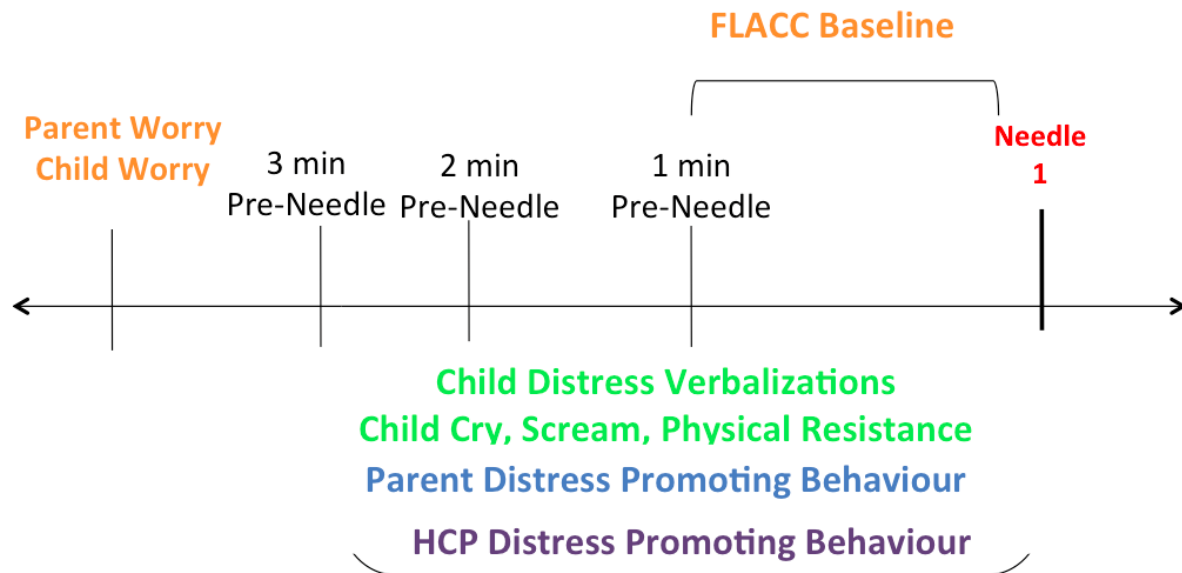 FLACC Baseline
Parent Worry
Child Worry
3 min
Pre-Needle
2 min
Pre-Needle
1 min
Pre-Needle
Needle
1
Child Distress Verbalizations
Child Cry, Scream, Physical Resistance
Parent Distress Promoting Behaviour
HCP Distress Promoting Behaviour